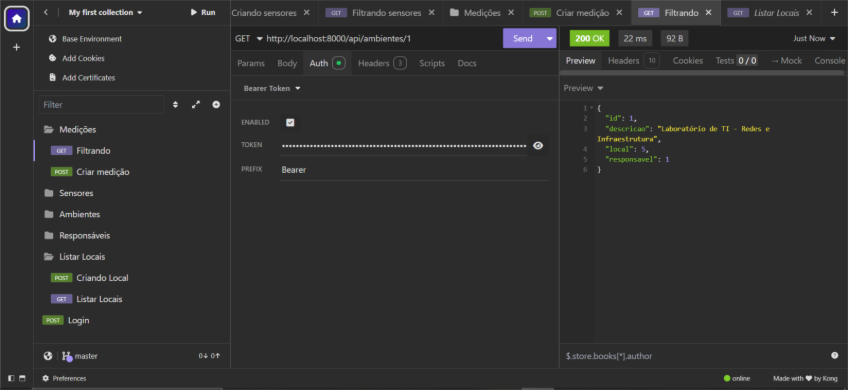 My first collection
Run
Criando sensores
GET Filtrando sensores
Medições
POST Criar medição
GET Filtrando
GET Listar Locais
Base Environment
Add Cookies
Add Certificates
GET http://localhost:8000/api/ambientes/1
Send
200 OK 22 ms 92 B
Just Now
Params Body Auth Headers 3 Scripts Docs
Preview Headers 10 Cookies Tests 0 / 0 → Mock Console
Filter
Bearer Token
Preview
ENABLED
TOKEN
PREFIX Bearer
Medições
GET Filtrando
POST Criar medição
Sensores
Ambientes
Responsáveis
Listar Locais
POST Criando Local
GET Listar Locais
POST Login
1 {
2 "id": 1,
3 "descricao": "Laboratório de TI - Redes e
Infraestrutura",
4 "local": 5,
5 "responsavel": 1
6 }
master
0↓ 0↑
$.store.books[*].author
Preferences
online
Made with ♥ by Kong